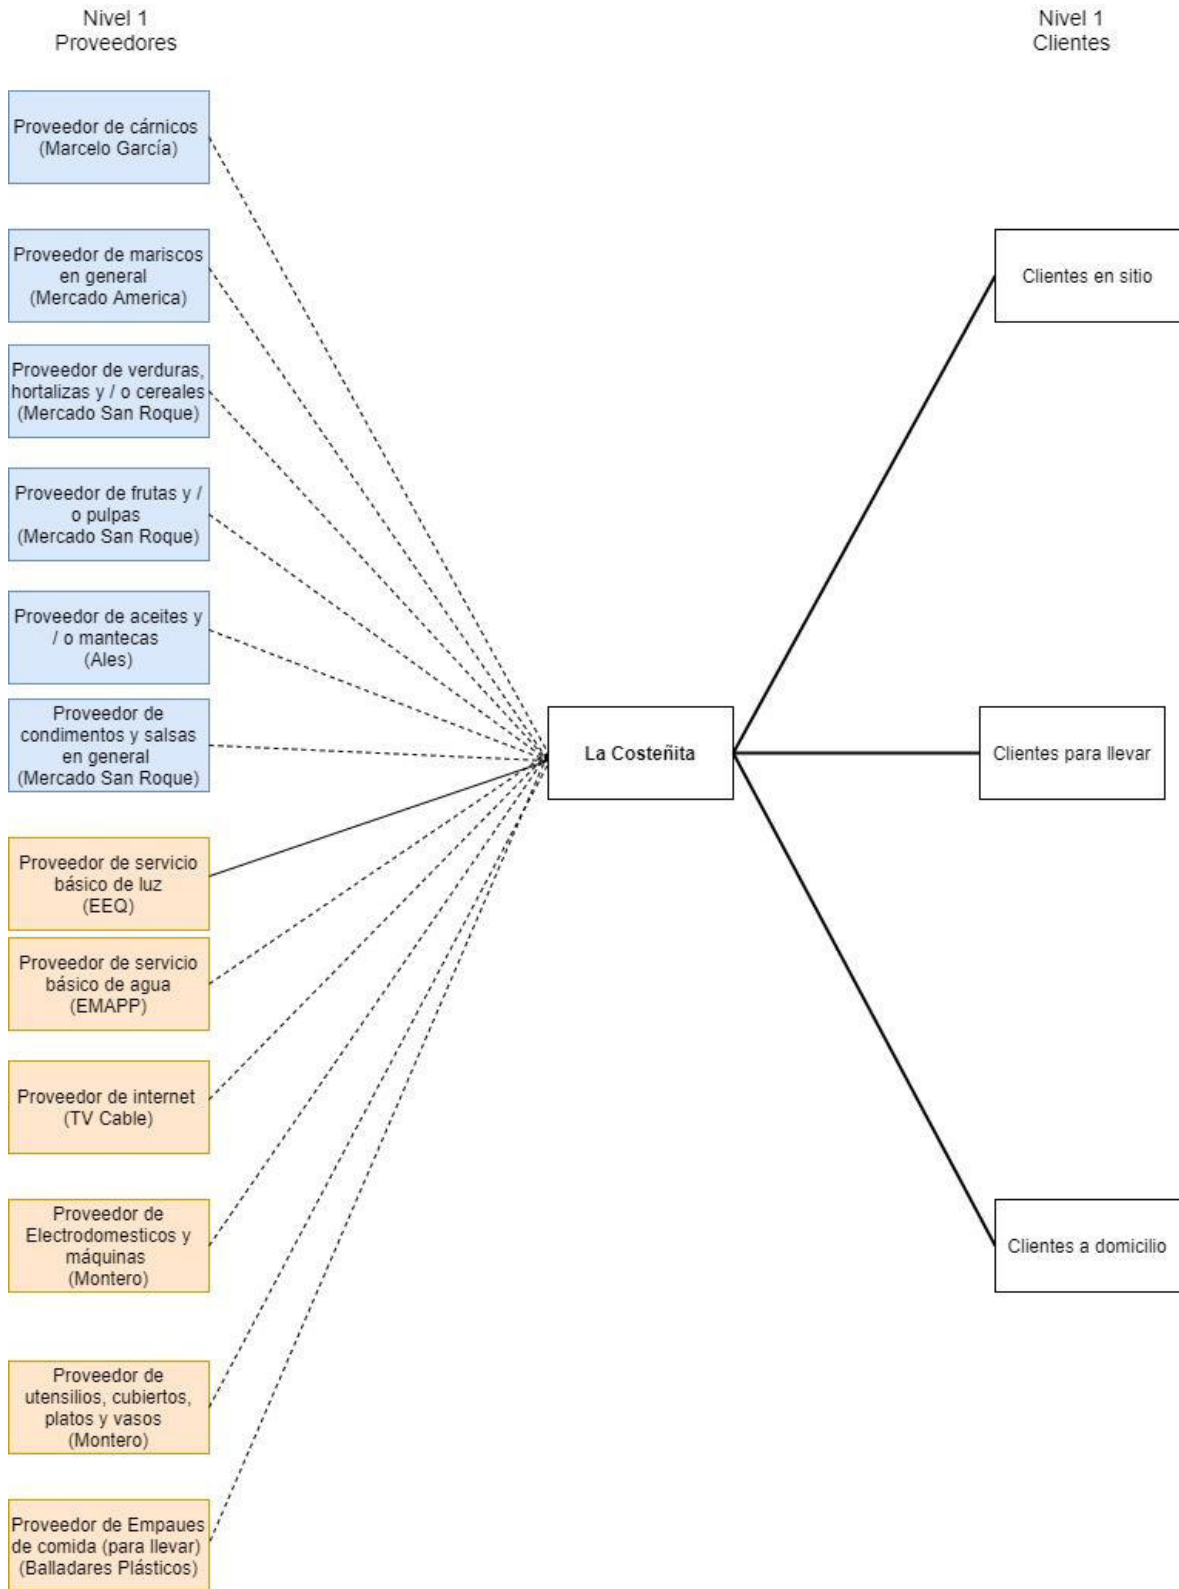 Nivel 1
Proveedores
Nivel 1
Clientes
Proveedor de cárnicos
(Marcelo García)
Proveedor de mariscos
en general
(Mercado America)
Clientes en sitio
Proveedor de verduras,
hortalizas y / o cereales
(Mercado San Roque)
Proveedor de frutas y /
o pulpas
(Mercado San Roque)
Proveedor de aceites y
/ o mantecas
(Ales)
Proveedor de
condimentos y salsas
en general
(Mercado San Roque)
La Costeñita
Clientes para llevar
Proveedor de servicio
básico de luz
(EEQ)
Proveedor de servicio
básico de agua
(EMAPP)
Proveedor de internet
(TV Cable)
Proveedor de
Electrodomesticos y
máquinas
(Montero)
Clientes a domicilio
Proveedor de
utensilios, cubiertos,
platos y vasos
(Montero)
Proveedor de Empaues
de comida (para llevar)
(Balladares Plásticos)